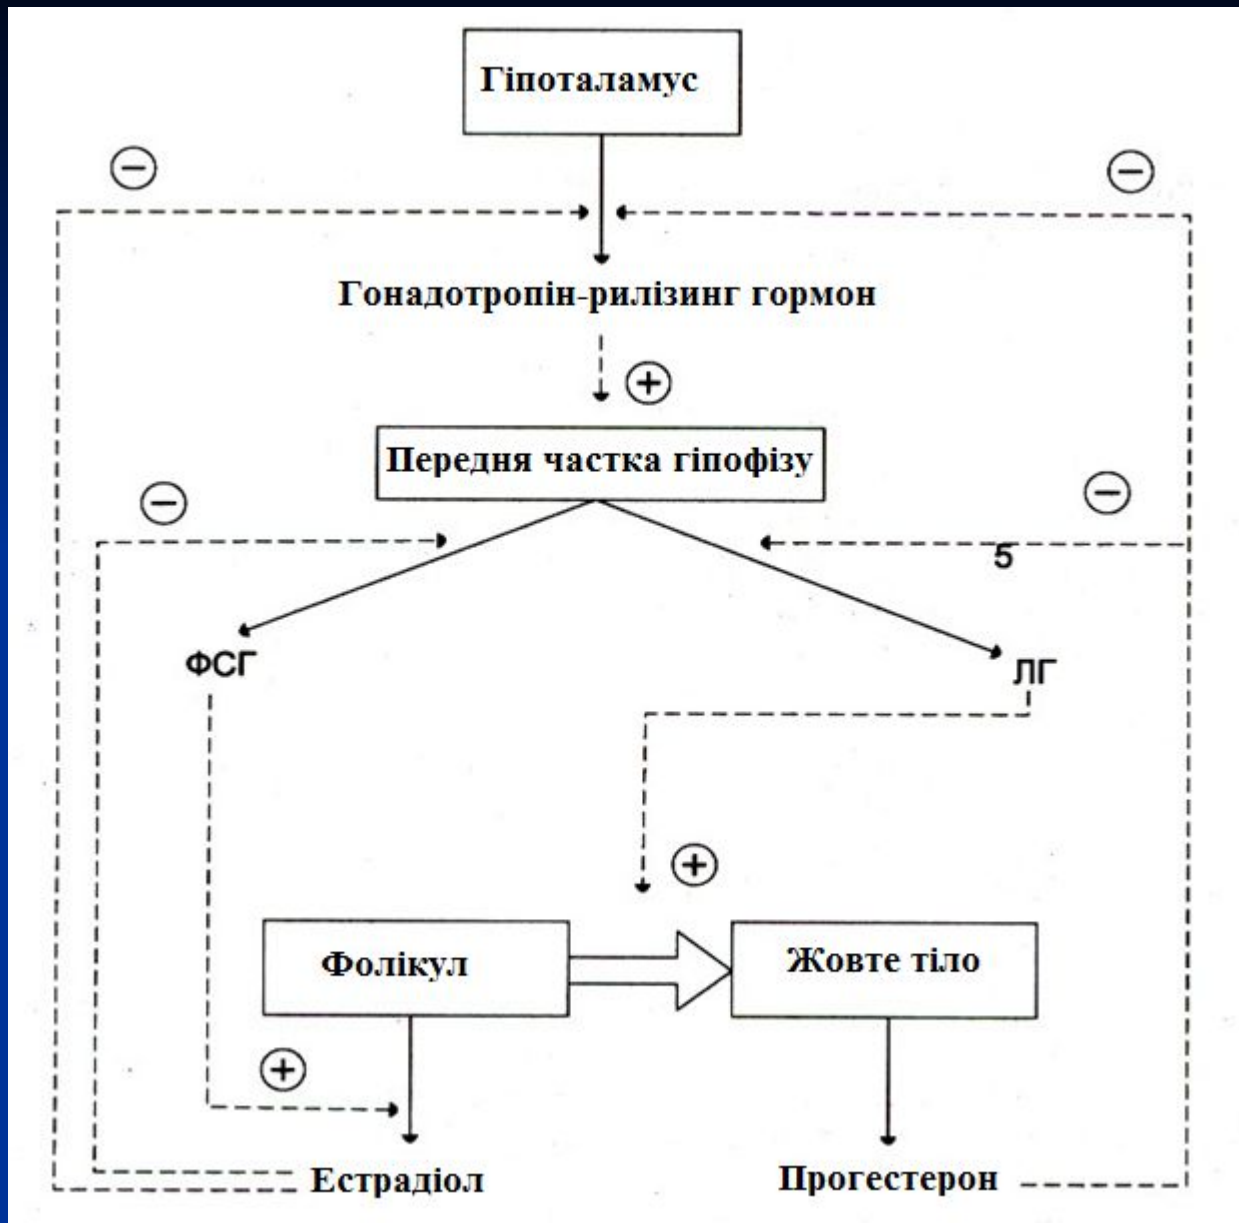 Гіпоталамус
−
−
Гонадотропін-рилізинг гормон
+
Передня частка гіпофізу
−
−
5
ФСГ
ЛГ
+
Фолікул
Жовте тіло
+
Естрадіол
Прогестерон